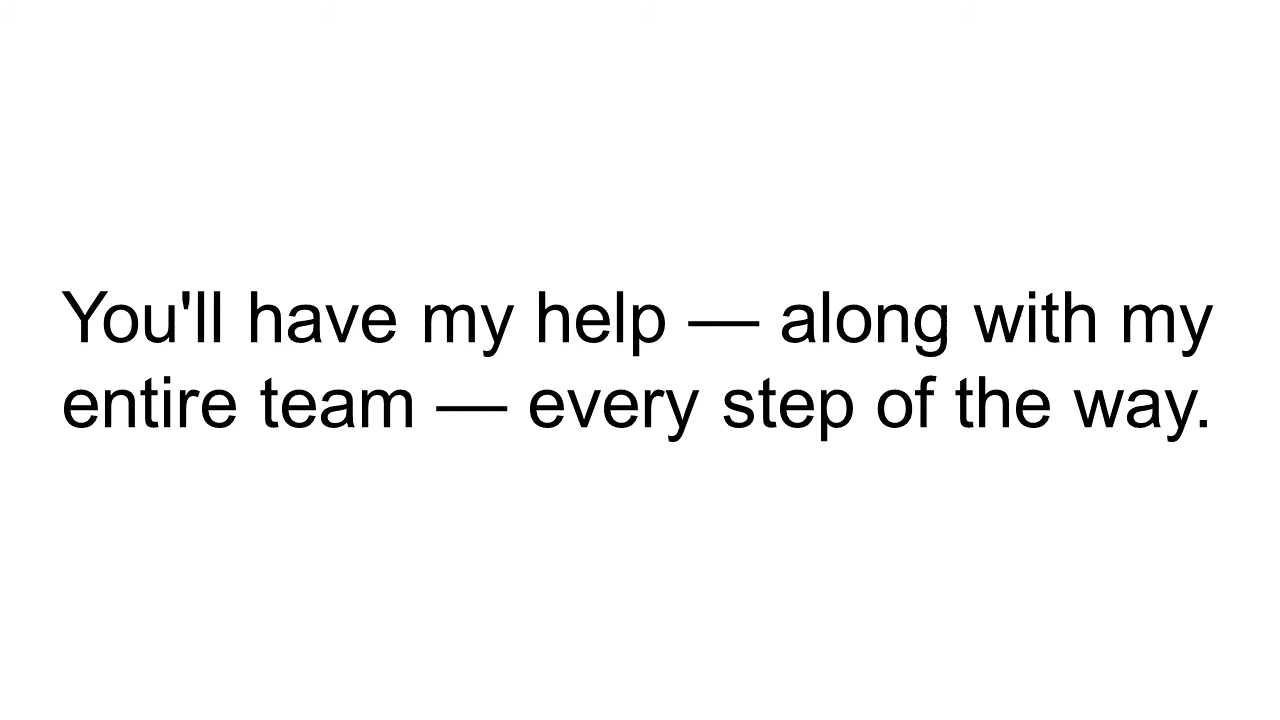 You'll have my help — along with my
entire team — every step of the way.